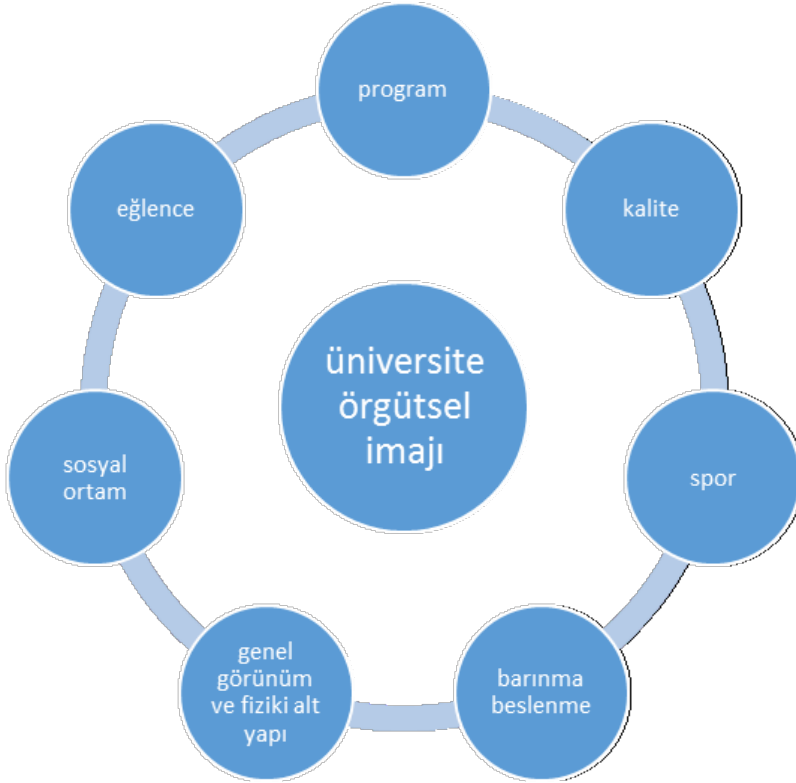 program
kalite
spor
barınma
beslenme
genel
görünüm
ve fiziki alt
yapı
sosyal
ortam
eğlence
üniversite
örgütsel
imajı